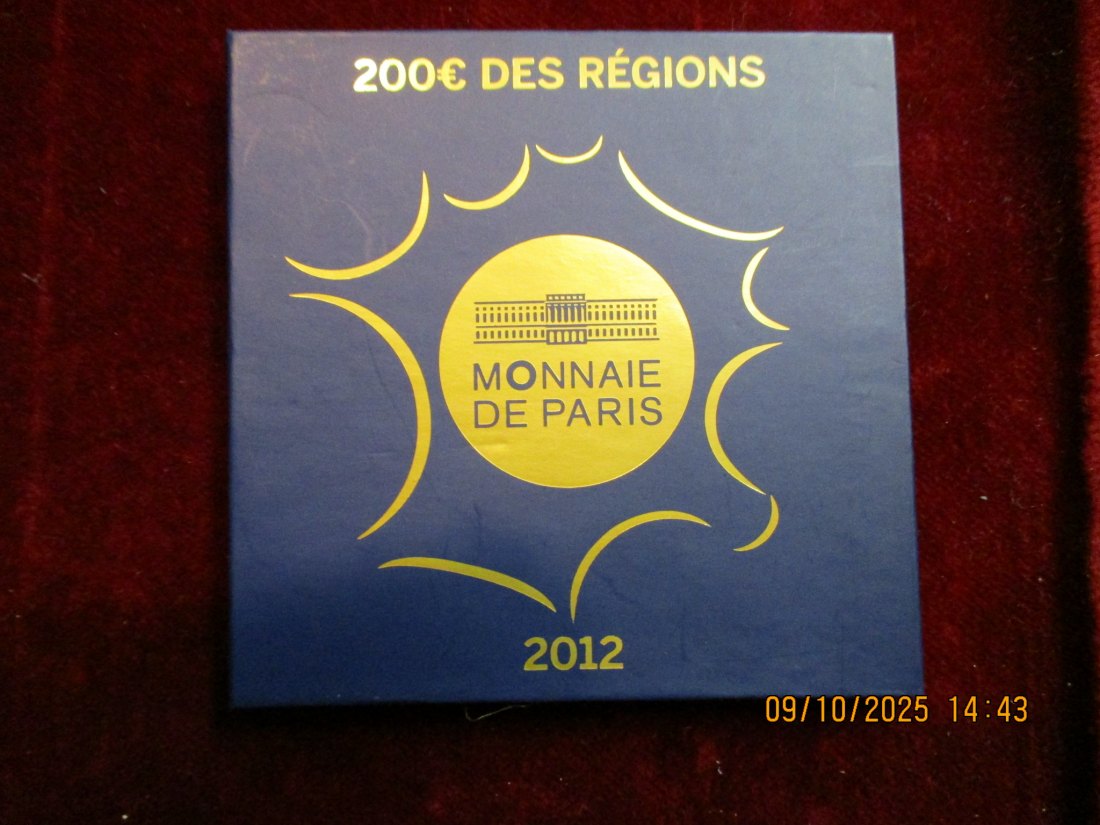 200€ DES RÉGIONS
MONNAIE
DE PARIS
2012
09/10/2025 14:43